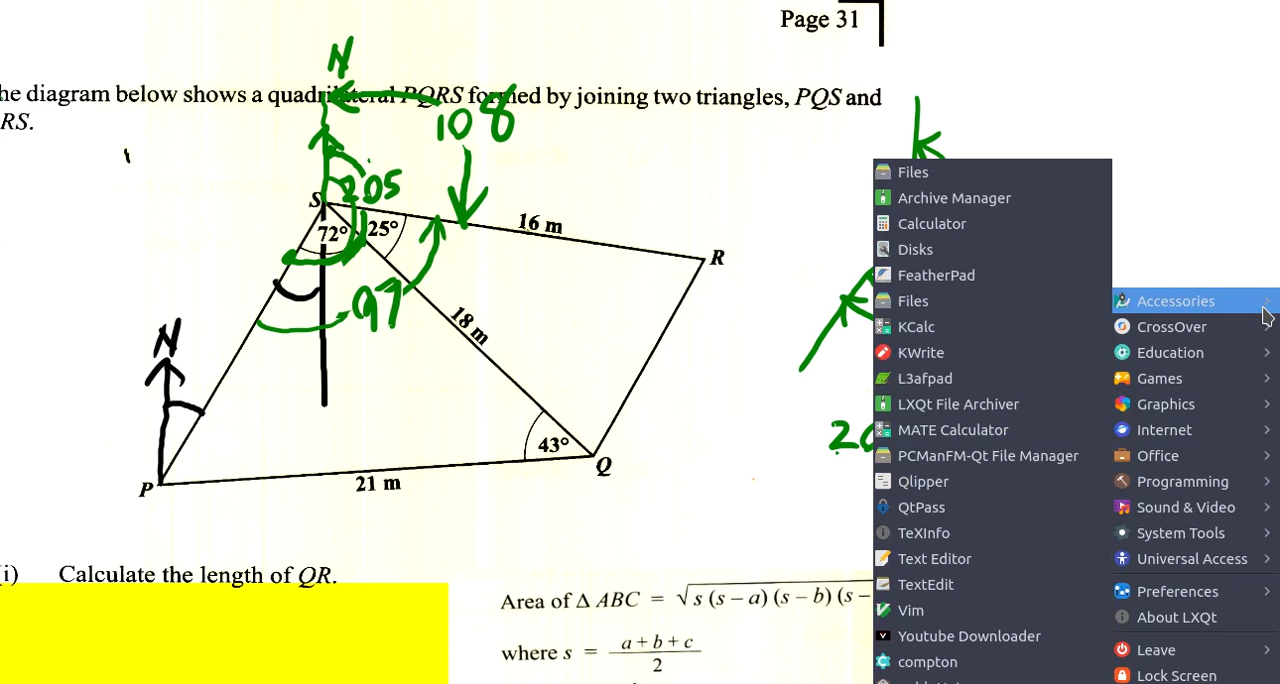 Page 31
he diagram below shows a quadrilateral PQRS formed by joining two triangles, PQS and
RS.
N
108
205
S
72°
25°
16 m
R
97
18 m
N
43°
Q
P
21 m
k
i) Calculate the length of QR.
Area of Δ ABC = √ s (s – a) (s – b) (s –
where s = a + b + c
2
Files
Archive Manager
Calculator
Disks
FeatherPad
Files
KCalc
KWrite
L3afpad
LXQt File Archiver
MATE Calculator
PCManFM-Qt File Manager
Qlipper
QtPass
TeXInfo
Text Editor
TextEdit
Vim
Youtube Downloader
compton
Accessories
CrossOver
Education
Games
Graphics
Internet
Office
Programming
Sound & Video
System Tools
Universal Access
Preferences
About LXQt
Leave
Lock Screen